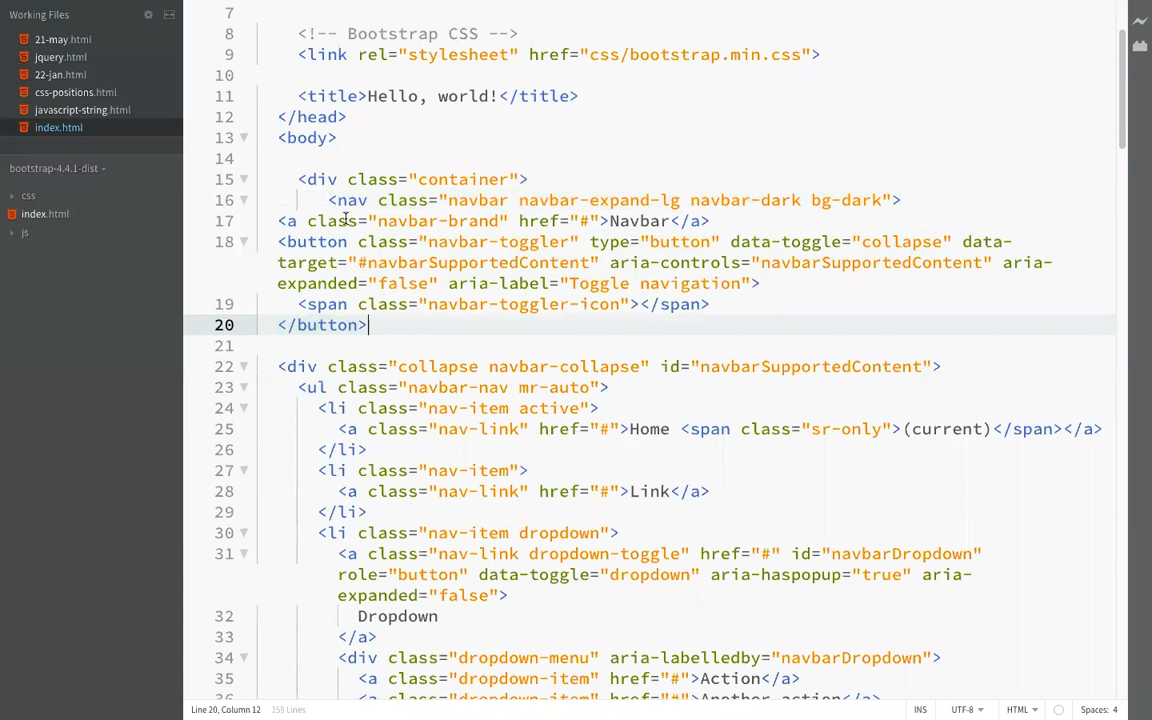 Working Files
21-may.html
jquery.html
22-jan.html
css-positions.html
javascript-string.html
index.html
bootstrap-4.4.1-dist
css
index.html
js
7
8 <!-- Bootstrap CSS -->
9 <link rel="stylesheet" href="css/bootstrap.min.css">
10
11 <title>Hello, world!</title>
12 </head>
13 <body>
14
15 <div class="container">
16 <nav class="navbar navbar-expand-lg navbar-dark bg-dark">
17 <a class="navbar-brand" href="#">Navbar</a>
18 <button class="navbar-toggler" type="button" data-toggle="collapse" data-
target="#navbarSupportedContent" aria-controls="navbarSupportedContent" aria-
expanded="false" aria-label="Toggle navigation">
19 <span class="navbar-toggler-icon"></span>
20 </button>
21
22 <div class="collapse navbar-collapse" id="navbarSupportedContent">
23 <ul class="navbar-nav mr-auto">
24 <li class="nav-item active">
25 <a class="nav-link" href="#">Home <span class="sr-only">(current)</span></a>
26 </li>
27 <li class="nav-item">
28 <a class="nav-link" href="#">Link</a>
29 </li>
30 <li class="nav-item dropdown">
31 <a class="nav-link dropdown-toggle" href="#" id="navbarDropdown"
role="button" data-toggle="dropdown" aria-haspopup="true" aria-
expanded="false">
32 Dropdown
33 </a>
34 <div class="dropdown-menu" aria-labelledby="navbarDropdown">
35 <a class="dropdown-item" href="#">Action</a>
36 <a class="dropdown-item" href="#">Another action</a>
Line 20, Column 12 159 Lines
INS UTF-8 HTML Spaces: 4